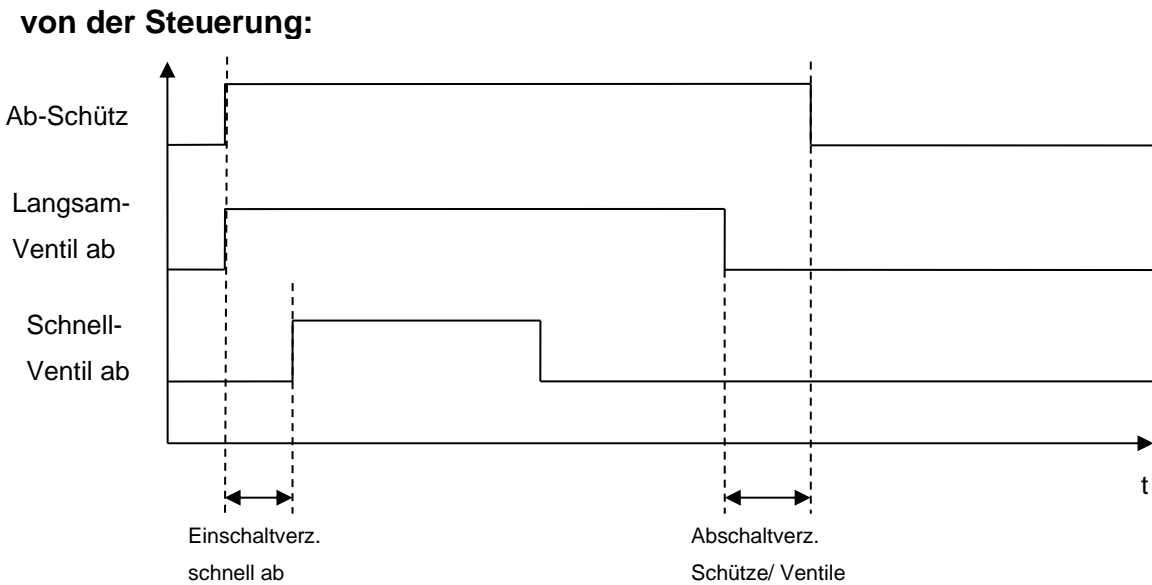 von der Steuerung:
Ab-Schütz
Langsam-
Ventil ab
Schnell-
Ventil ab
t
Einschaltverz.
schnell ab
Abschaltverz.
Schütze/ Ventile